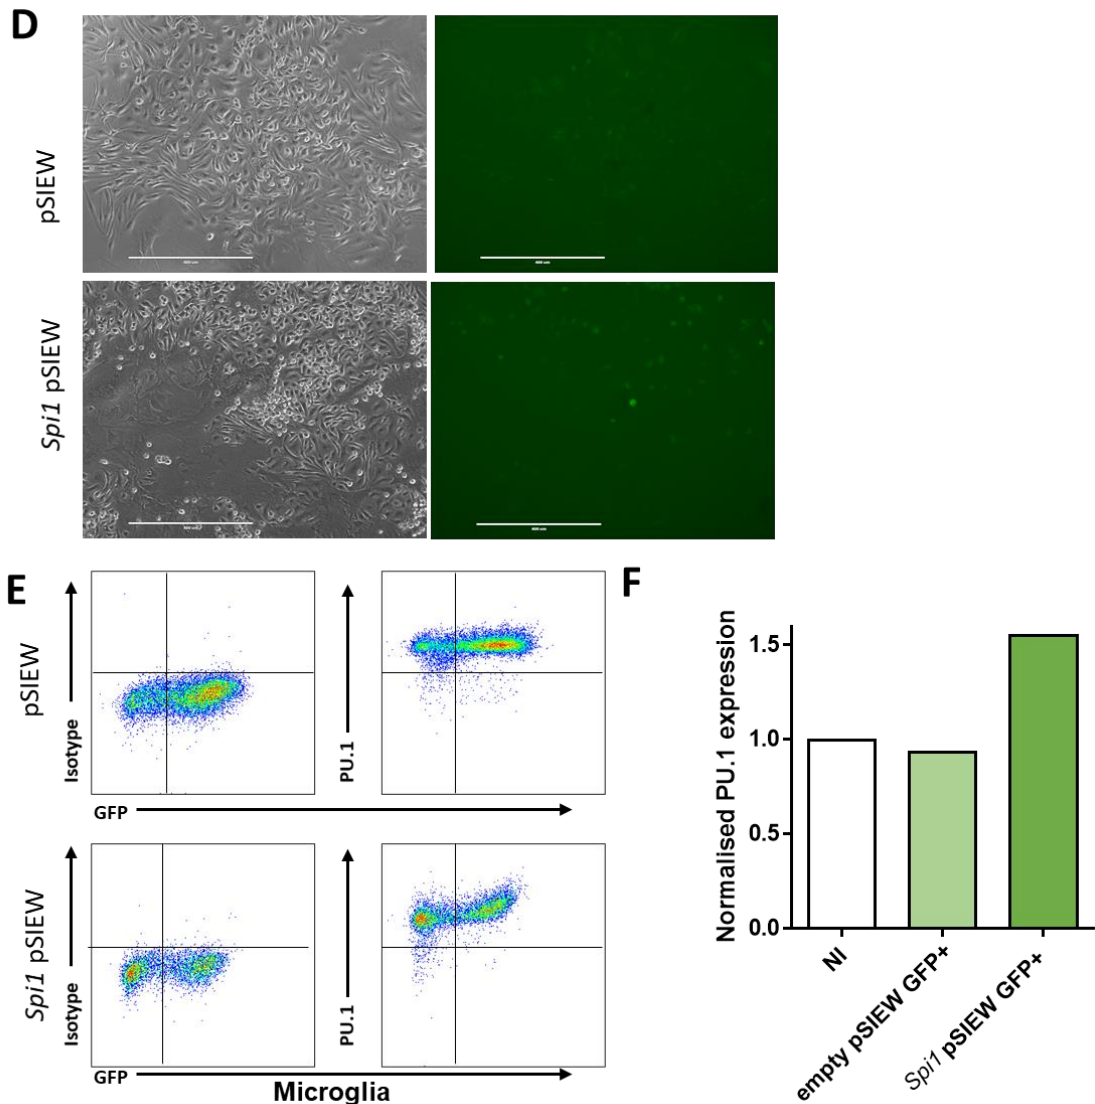 D
pSIEW
Spi1 pSIEW
E
pSIEW
Isotype
PU.1
GFP
Spi1 pSIEW
Isotype
PU.1
GFP
Microglia
F
Normalised PU.1 expression
1.5
1.0
0.5
0.0
NI
empty pSIEW GFP+
Spi1 pSIEW GFP+